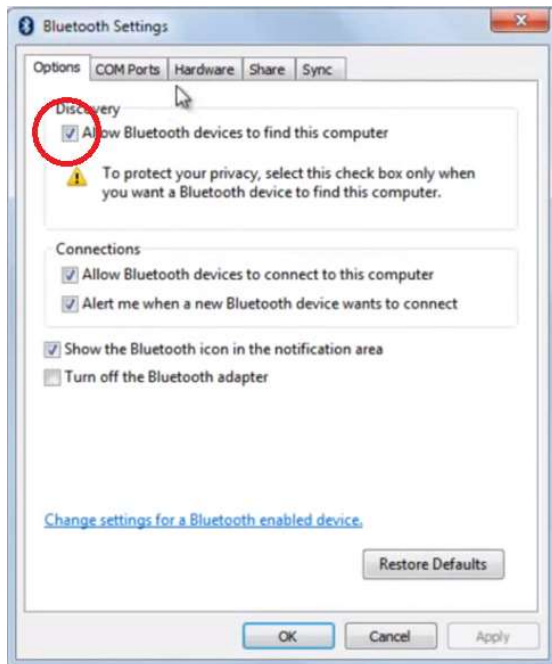 Bluetooth Settings
Options COM Ports Hardware Share Sync
Discovery
Allow Bluetooth devices to find this computer
To protect your privacy, select this check box only when
you want a Bluetooth device to find this computer.
Connections
Allow Bluetooth devices to connect to this computer
Alert me when a new Bluetooth device wants to connect
Show the Bluetooth icon in the notification area
Turn off the Bluetooth adapter
Change settings for a Bluetooth enabled device.
Restore Defaults
OK Cancel Apply